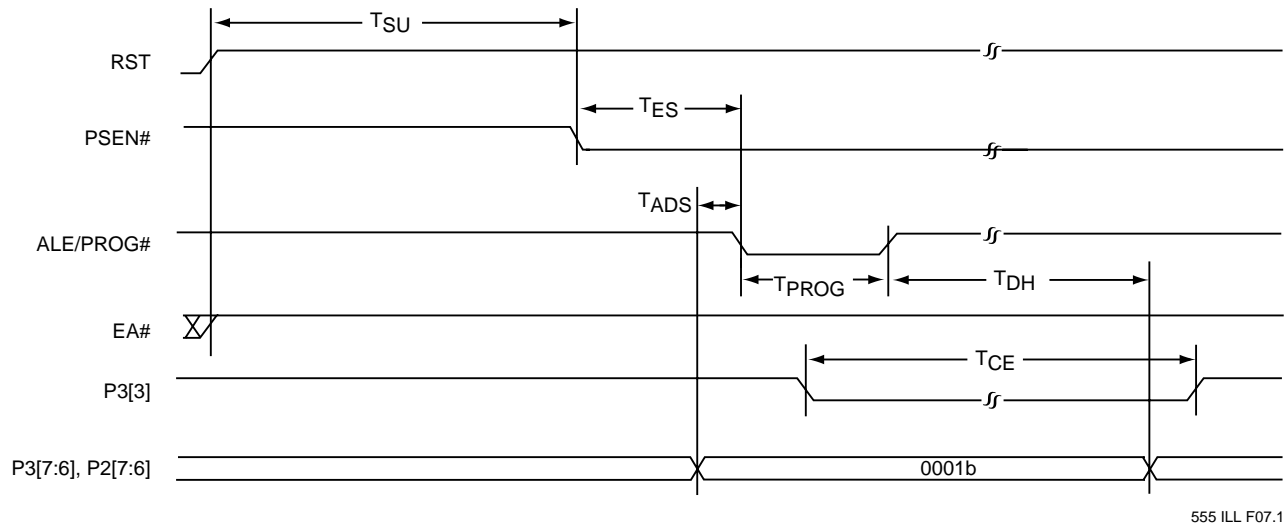 TSU
RST
TES
PSEN#
TADS
ALE/PROG#
TPROG
TDH
EA#
TCE
P3[3]
P3[7:6], P2[7:6]
0001b
555 ILL F07.1